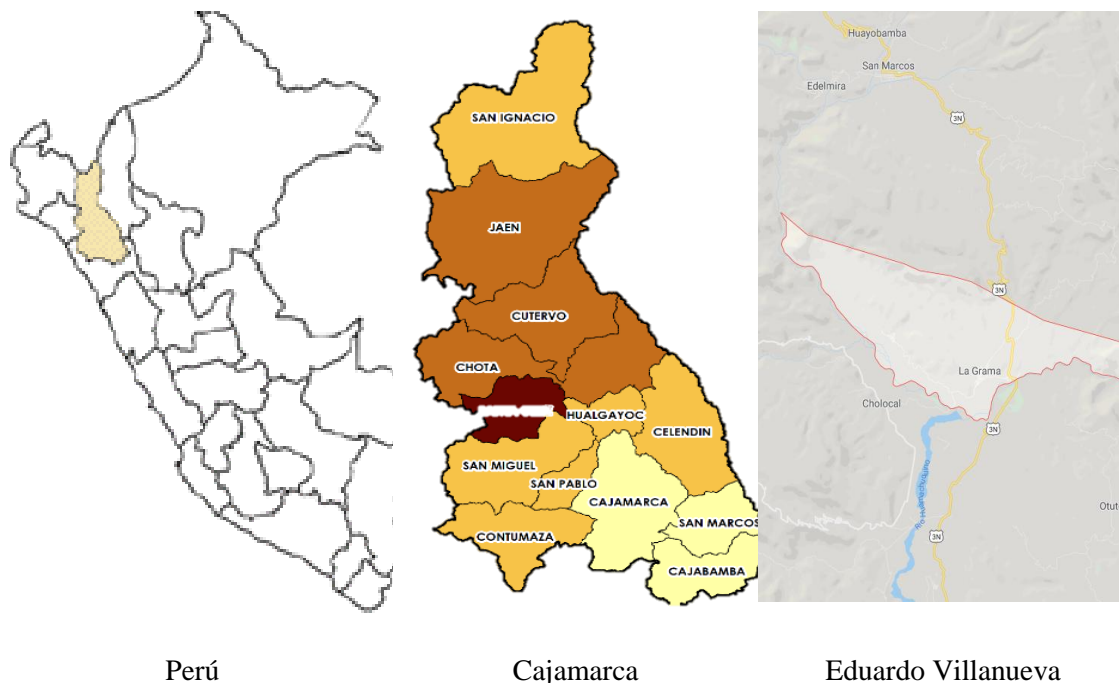 SAN IGNACIO
JAEN
CUTERVO
CHOTA
HUALGAYOC
CELENDIN
SAN MIGUEL
SAN PABLO
CAJAMARCA
SAN MARCOS
CONTUMAZA
CAJABAMBA
Huayobamba
San Marcos
Edelmira
3N
3N
La Grama
Cholocal
3N
Otut
3N
Perú
Cajamarca
Eduardo Villanueva